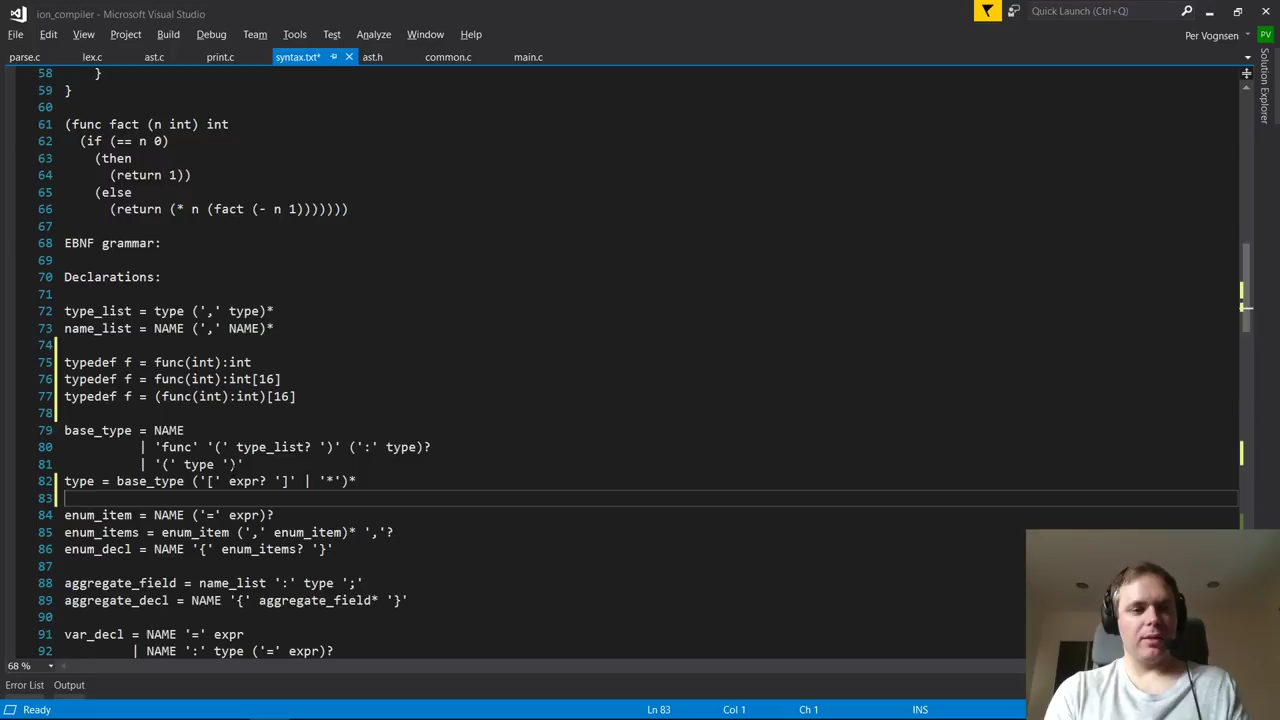 ion_compiler - Microsoft Visual Studio
Quick Launch (Ctrl+Q)
File Edit View Project Build Debug Team Tools Test Analyze Window Help
Per Vognsen
PV
parse.c lex.c ast.c print.c syntax.txt* ast.h common.c main.c
Solution Explorer
58 }
59 }
60
61 (func fact (n int) int
62 (if (== n 0)
63 (then
64 (return 1))
65 (else
66 (return (* n (fact (- n 1)))))))
67
68 EBNF grammar:
69
70 Declarations:
71
72 type_list = type (',' type)*
73 name_list = NAME (',' NAME)*
74
75 typedef f = func(int):int
76 typedef f = func(int):int[16]
77 typedef f = (func(int):int)[16]
78
79 base_type = NAME
80 | 'func' '(' type_list? ')' (':' type)?
81 | '(' type ')'
82 type = base_type ('[' expr? ']' | '*')*
83
84 enum_item = NAME ('=' expr)?
85 enum_items = enum_item (',' enum_item)* ','?
86 enum_decl = NAME '{' enum_items? '}'
87
88 aggregate_field = name_list ':' type ';'
89 aggregate_decl = NAME '{' aggregate_field* '}'
90
91 var_decl = NAME '=' expr
92 | NAME ':' type ('=' expr)?
68 %
Error List Output
Ready Ln 83 Col 1 Ch 1 INS